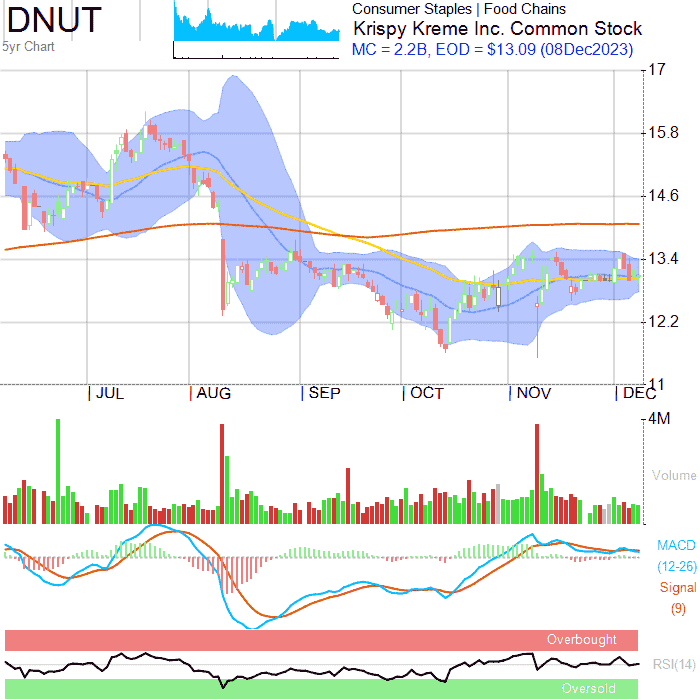 DNUT
5yr Chart
Consumer Staples | Food Chains
Krispy Kreme Inc. Common Stock
MC = 2.2B, EOD = $13.09 (08Dec2023)
17
15.8
14.6
13.4
12.2
11
JUL
AUG
SEP
OCT
NOV
DEC
4M
Volume
MACD
(12-26)
Signal
(9)
Overbought
RSI(14)
Oversold